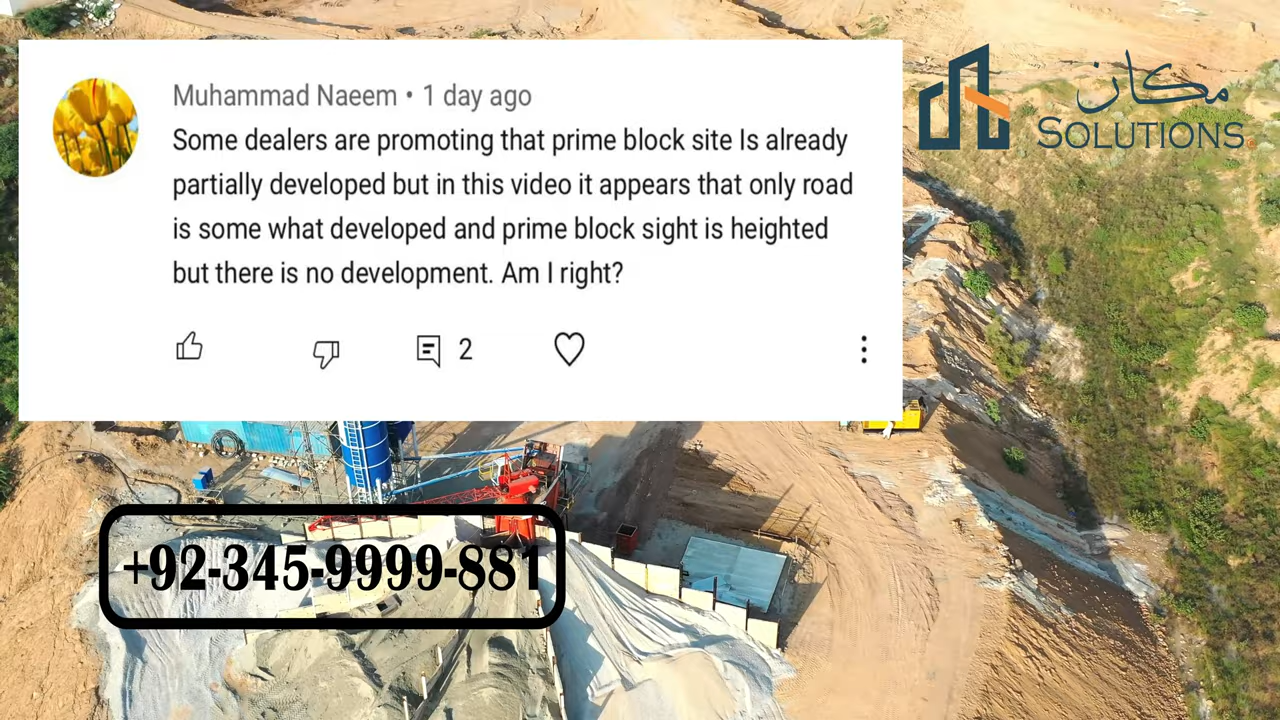 Muhammad Naeem • 1 day ago
Some dealers are promoting that prime block site Is already
partially developed but in this video it appears that only road
is some what developed and prime block sight is heighted
but there is no development. Am I right?
2
مکان
SOLUTIONS
+92-345-9999-881